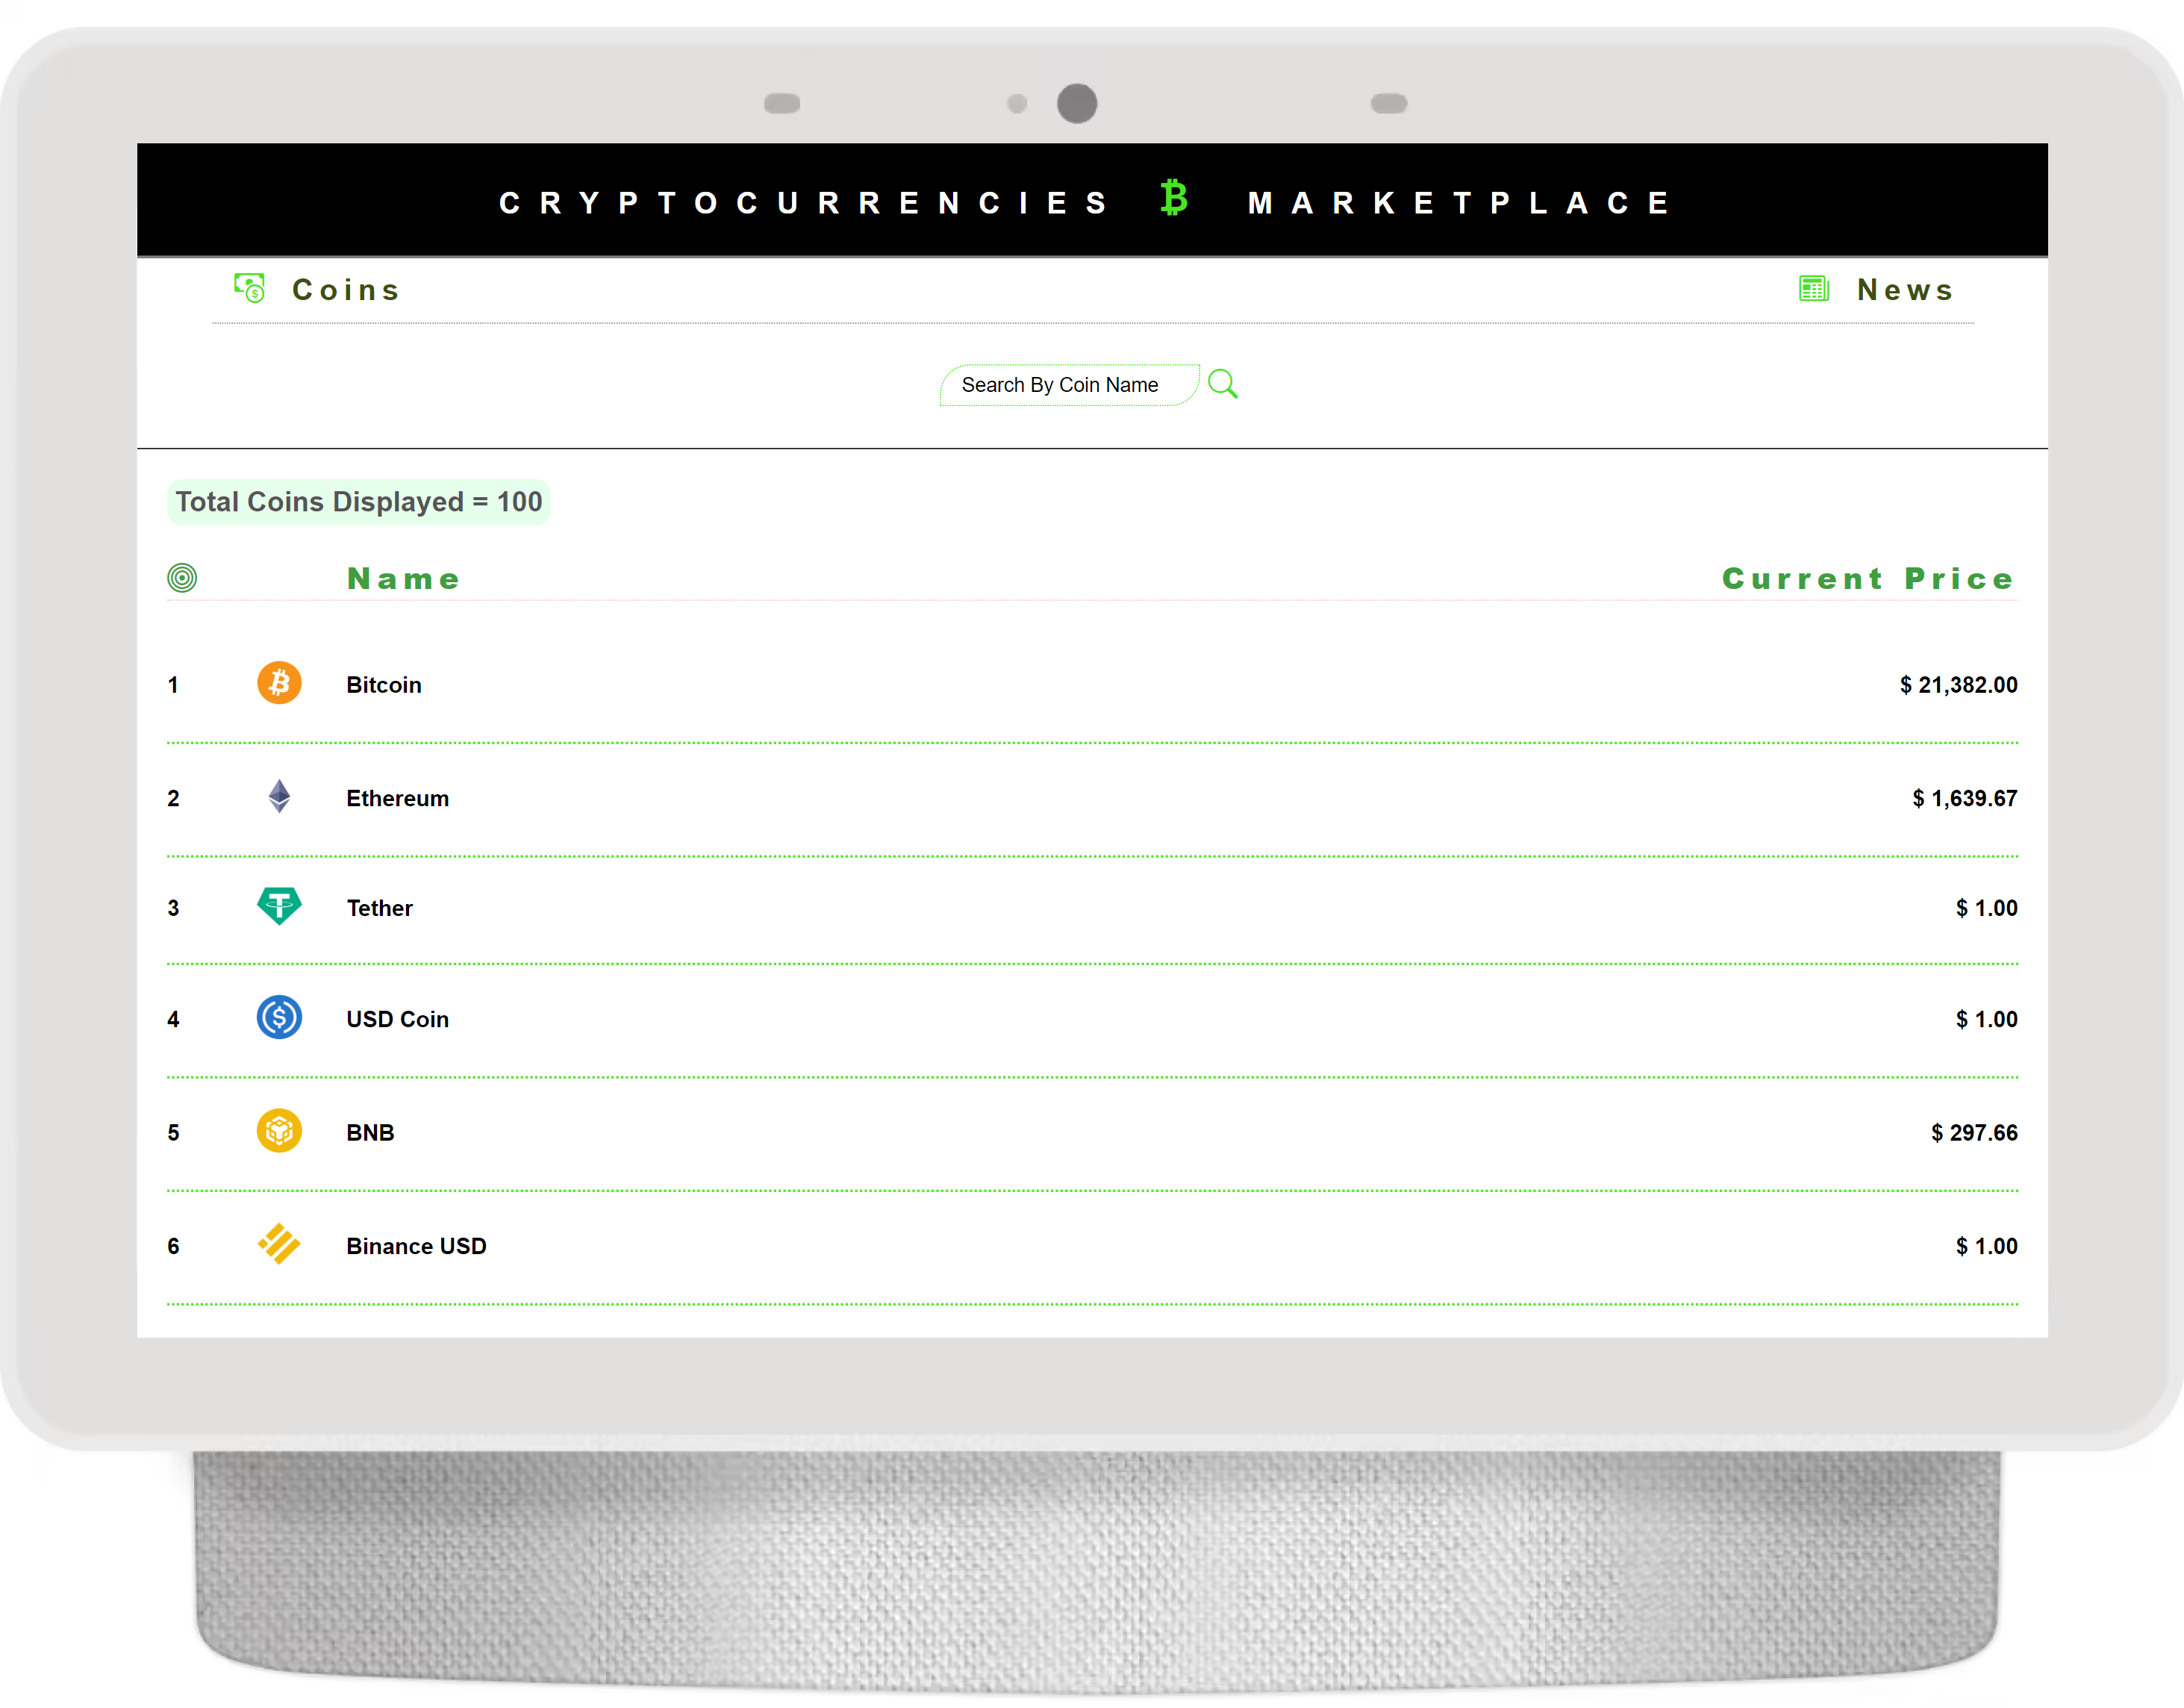 CRYPTOCURRENCIES ₿ MARKETPLACE
Coins News
Search By Coin Name
Total Coins Displayed = 100
Name Current Price
1 Bitcoin $ 21,382.00
2 Ethereum $ 1,639.67
3 Tether $ 1.00
4 USD Coin $ 1.00
5 BNB $ 297.66
6 Binance USD $ 1.00